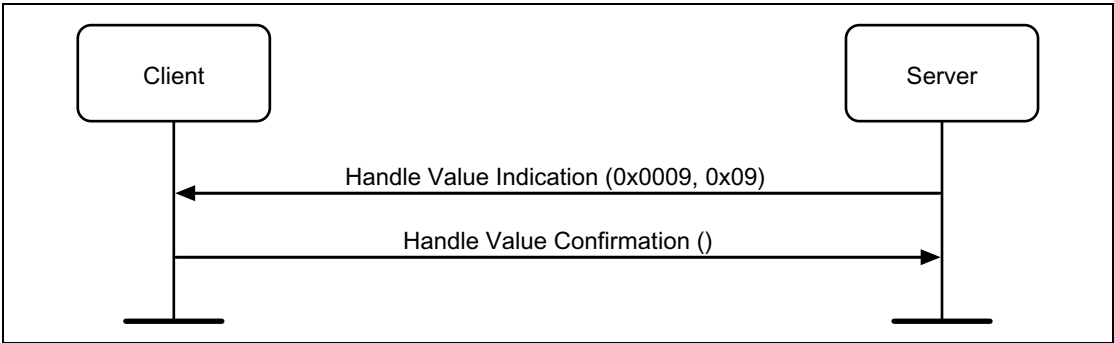 Client
Server
Handle Value Indication (0x0009, 0x09)
Handle Value Confirmation ()